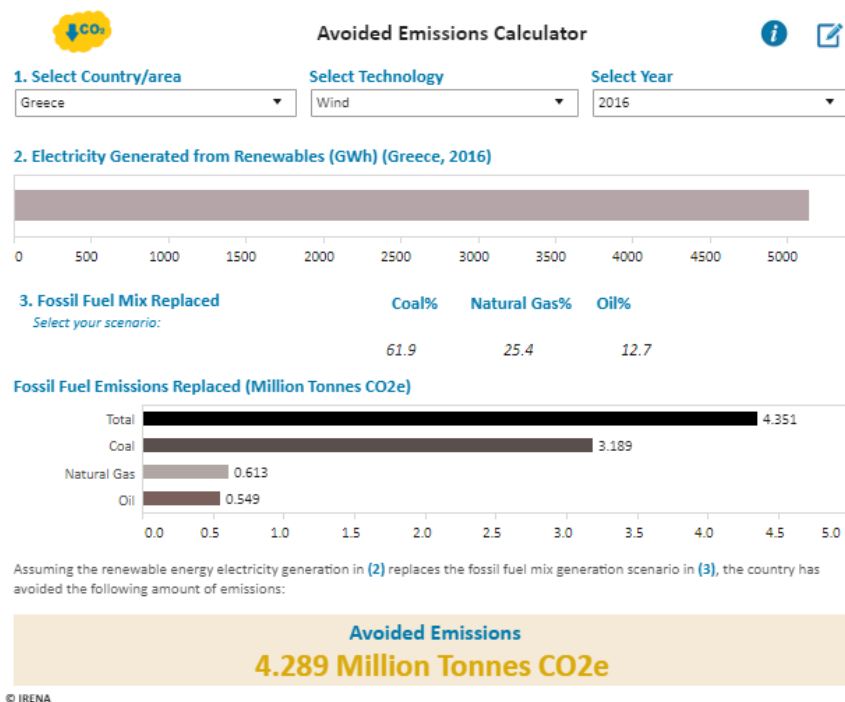 CO₂
Avoided Emissions Calculator
i
1. Select Country/area Select Technology Select Year
Greece Wind 2016
2. Electricity Generated from Renewables (GWh) (Greece, 2016)
0 500 1000 1500 2000 2500 3000 3500 4000 4500 5000
3. Fossil Fuel Mix Replaced Coal% Natural Gas% Oil%
Select your scenario:
61.9 25.4 12.7
Fossil Fuel Emissions Replaced (Million Tonnes CO2e)
Total 4.351
Coal 3.189
Natural Gas 0.613
Oil 0.549
0.0 0.5 1.0 1.5 2.0 2.5 3.0 3.5 4.0 4.5 5.0
Assuming the renewable energy electricity generation in (2) replaces the fossil fuel mix generation scenario in (3), the country has
avoided the following amount of emissions:
Avoided Emissions
4.289 Million Tonnes CO2e
© IRENA